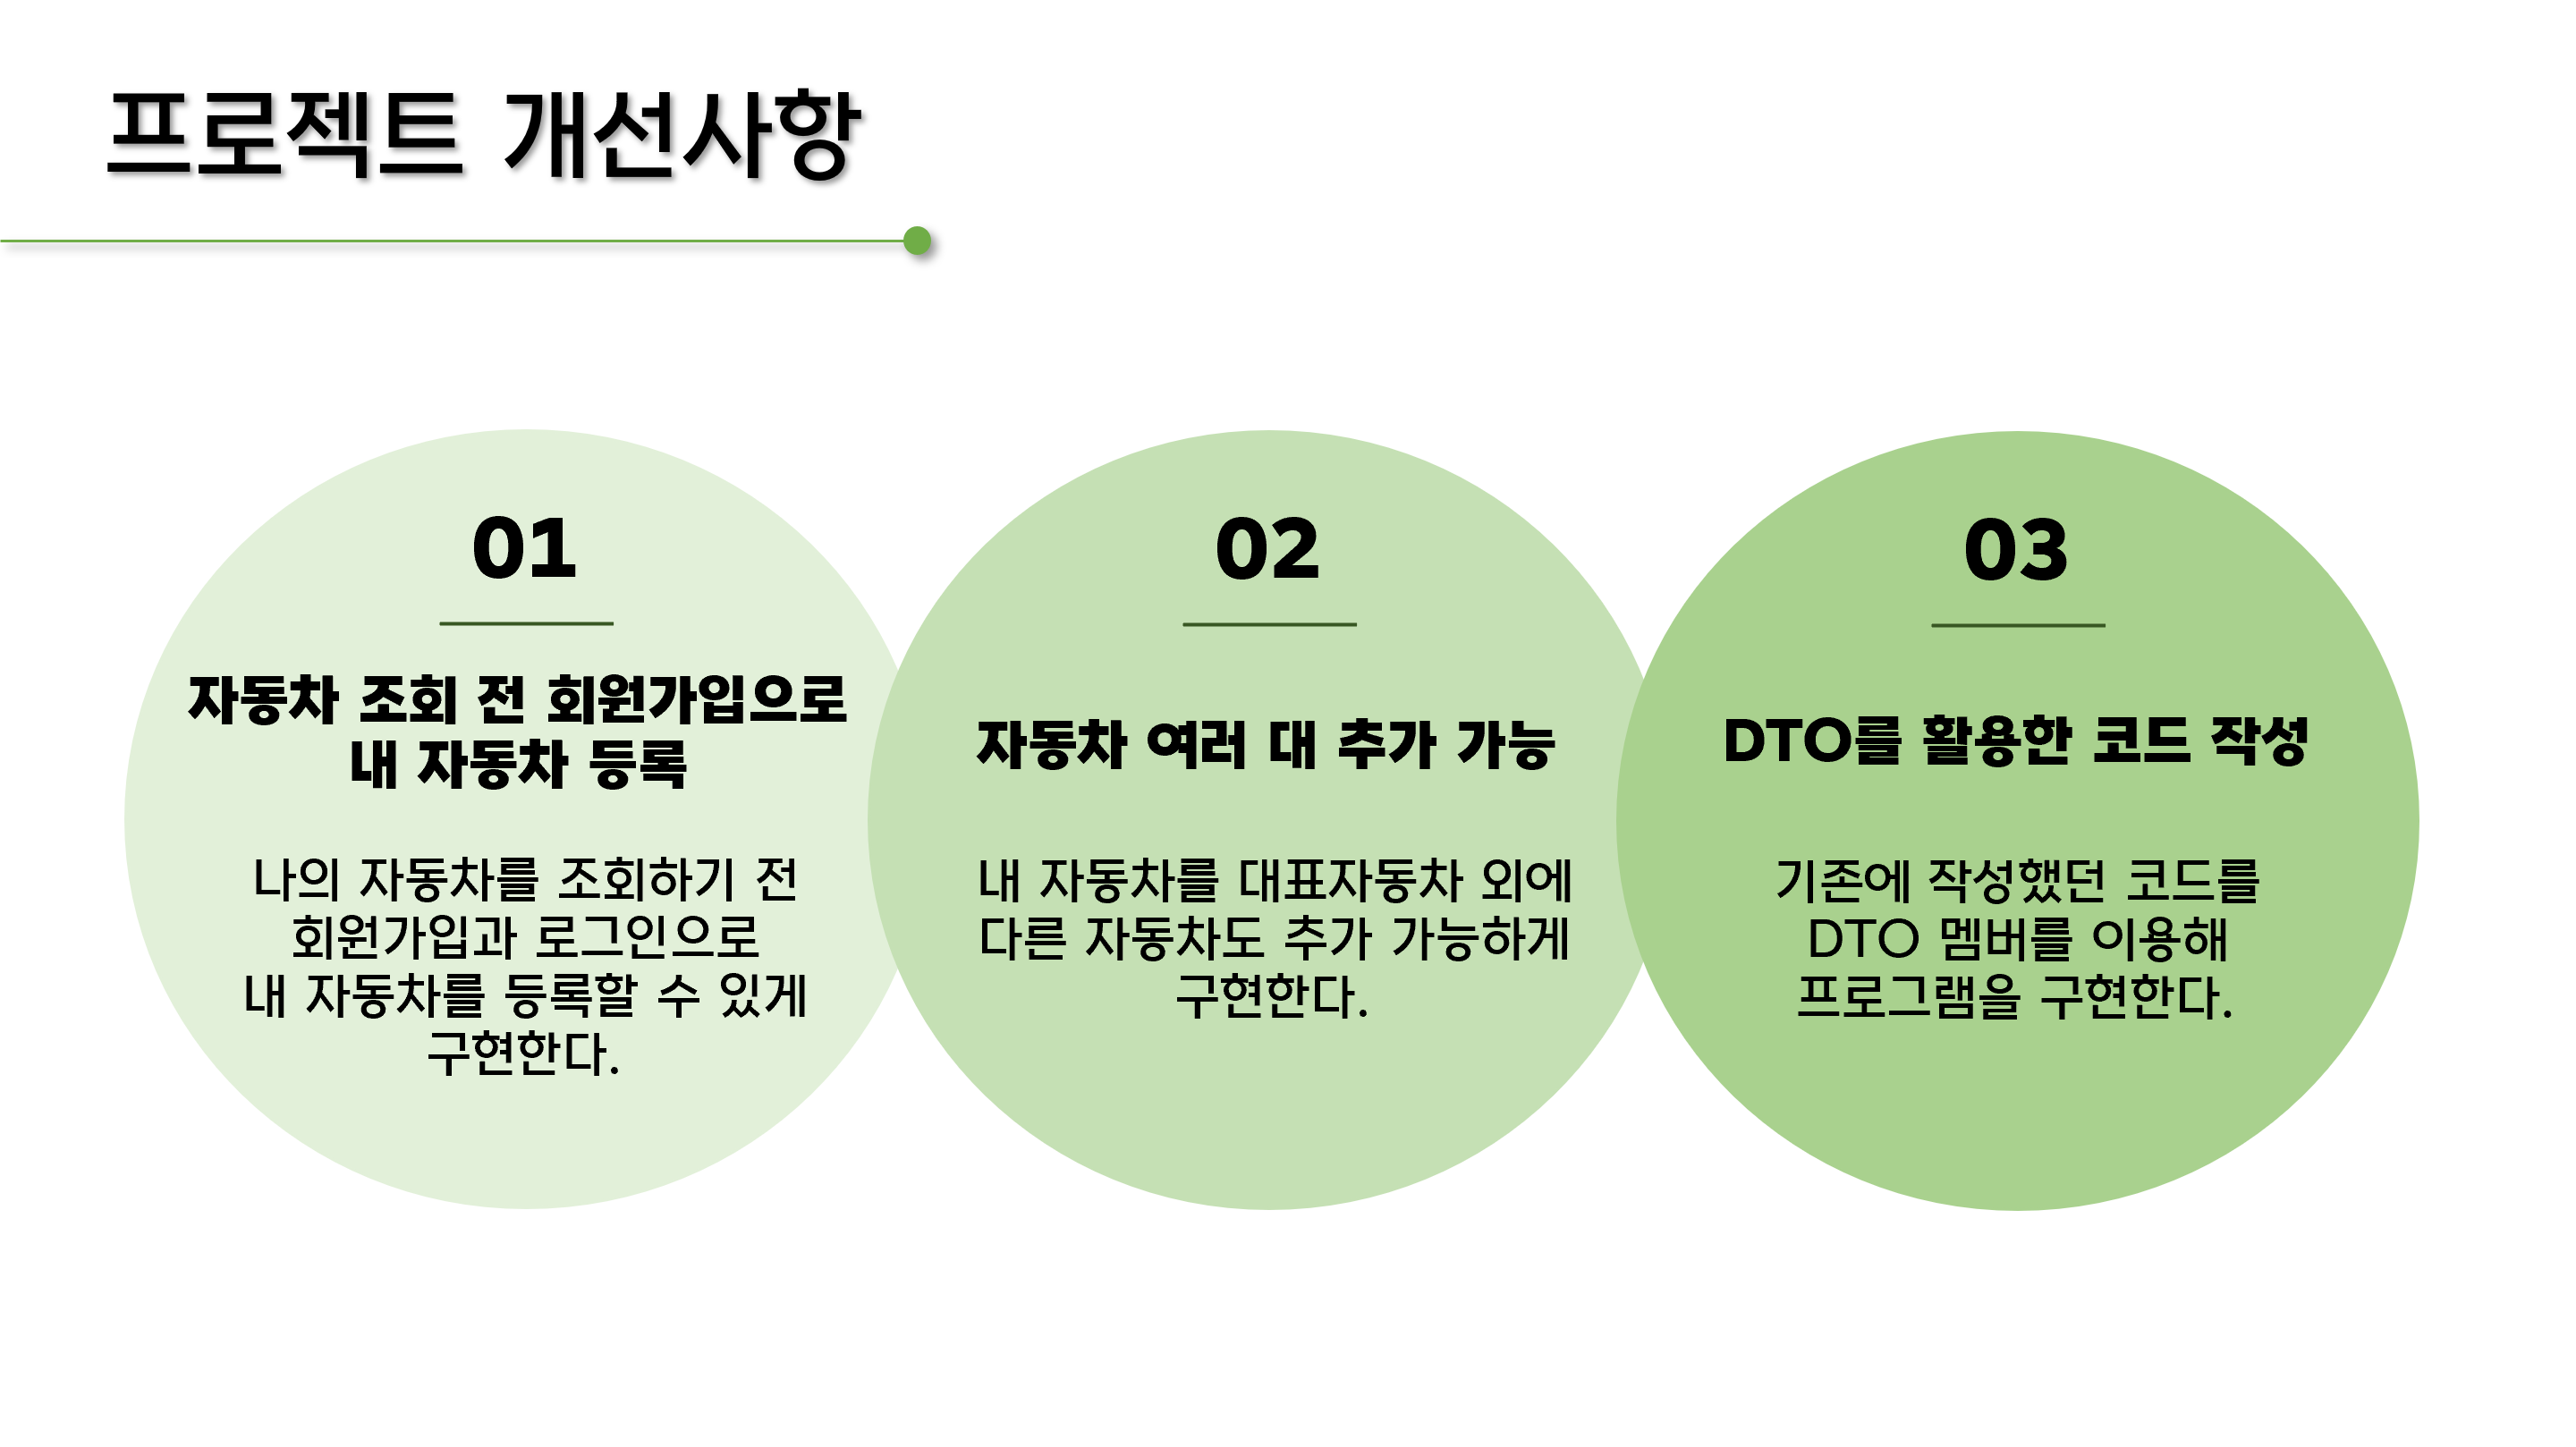 프로젝트 개선사항
01
자동차 조회 전 회원가입으로
내 자동차 등록
나의 자동차를 조회하기 전
회원가입과 로그인으로
내 자동차를 등록할 수 있게
구현한다.
02
자동차 여러 대 추가 가능
내 자동차를 대표자동차 외에
다른 자동차도 추가 가능하게
구현한다.
03
DTO를 활용한 코드 작성
기존에 작성했던 코드를
DTO 멤버를 이용해
프로그램을 구현한다.